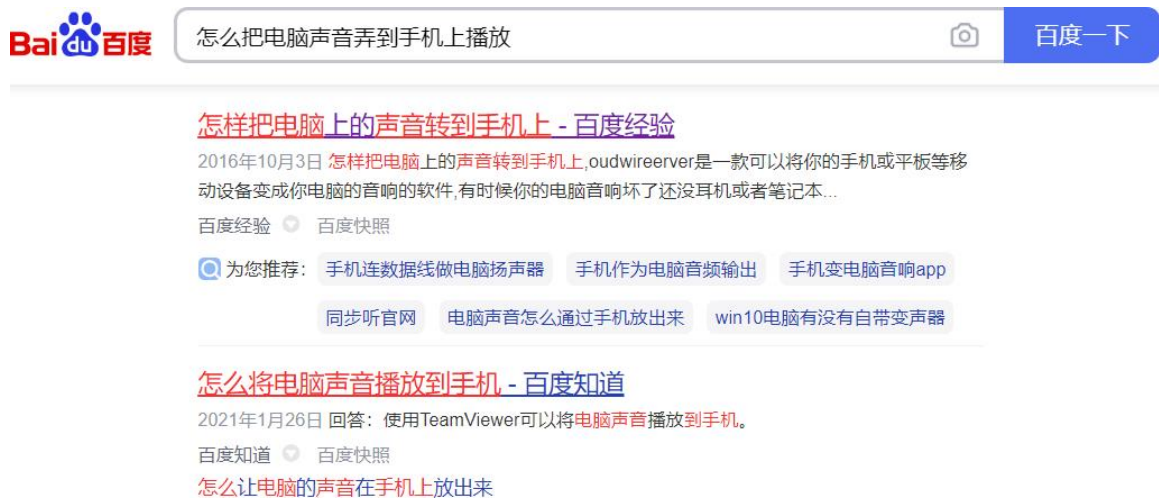 Bai du 百度 怎么把电脑声音弄到手机上播放 百度一下
怎样把电脑上的声音转到手机上 - 百度经验
2016年10月3日 怎样把电脑上的声音转到手机上,oudwireerver是一款可以将你的手机或平板等移
动设备变成你电脑的音响的软件,有时候你的电脑音响坏了还没耳机或者笔记本...
百度经验 百度快照
为您推荐: 手机连数据线做电脑扬声器 手机作为电脑音频输出 手机变电脑音响app
同步听官网 电脑声音怎么通过手机放出来 win10电脑有没有自带变声器
怎么将电脑声音播放到手机 - 百度知道
2021年1月26日 回答：使用TeamViewer可以将电脑声音播放到手机。
百度知道 百度快照
怎么让电脑的声音在手机上放出来